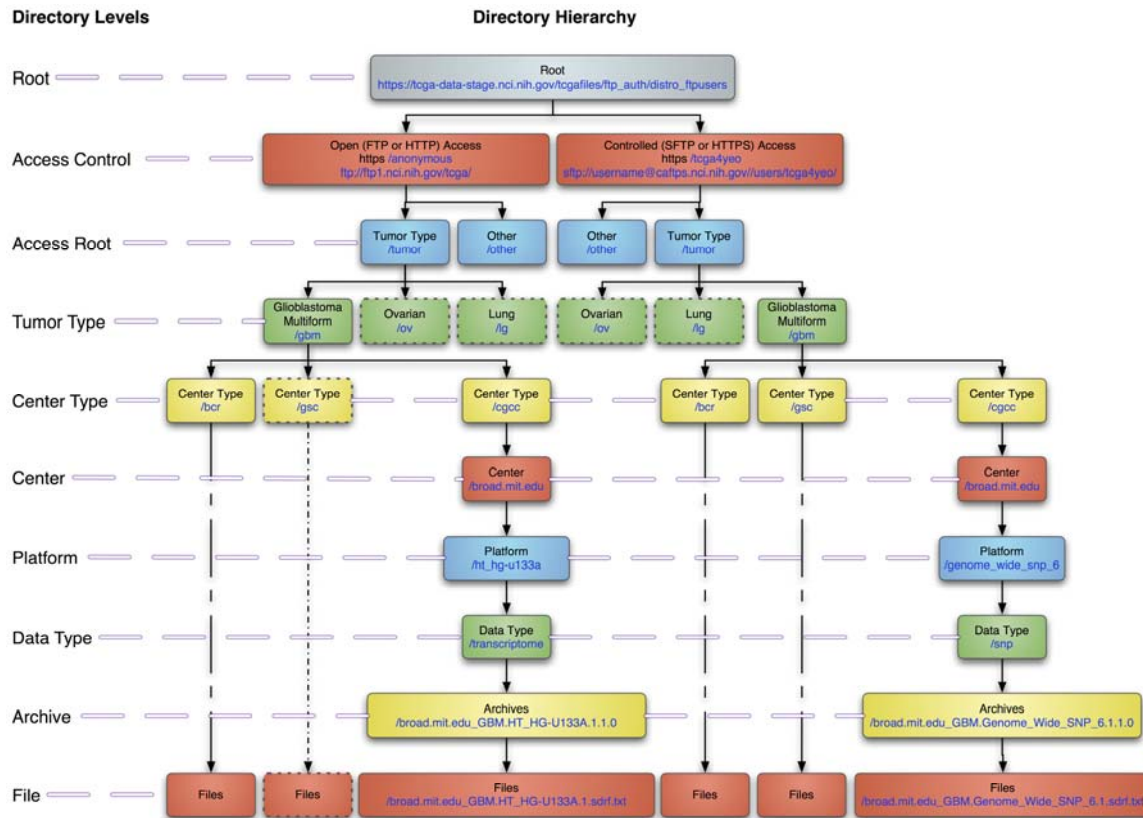 Directory Levels
Directory Hierarchy
Root
Root
https://tcga-data-stage.nci.nih.gov/tcgafiles/ftp_auth/distro_ftpusers
Access Control
Open (FTP or HTTP) Access
https /anonymous
ftp://ftp1.nci.nih.gov/tcga/
Controlled (SFTP or HTTPS) Access
https /tcga4yeo
sftp://username@caftps.nci.nih.gov//users/tcga4yeo/
Access Root
Tumor Type
/tumor
Other
/other
Other
/other
Tumor Type
/tumor
Tumor Type
Glioblastoma
Multiform
/gbm
Ovarian
/ov
Lung
/lg
Ovarian
/ov
Lung
/lg
Glioblastoma
Multiform
/gbm
Center Type
Center Type
/bcr
Center Type
/gsc
Center Type
/cgcc
Center Type
/bcr
Center Type
/gsc
Center Type
/cgcc
Center
Center
/broad.mit.edu
Center
/broad.mit.edu
Platform
Platform
/ht_hg-u133a
Platform
/genome_wide_snp_6
Data Type
Data Type
/transcriptome
Data Type
/snp
Archive
Archives
/broad.mit.edu_GBM.HT_HG-U133A.1.1.0
Archives
/broad.mit.edu_GBM.Genome_Wide_SNP_6.1.1.0
File
Files
Files
Files
/broad.mit.edu_GBM.HT_HG-U133A.1.sdrf.txt
Files
Files
Files
/broad.mit.edu_GBM.Genome_Wide_SNP_6.1.sdrf.txt